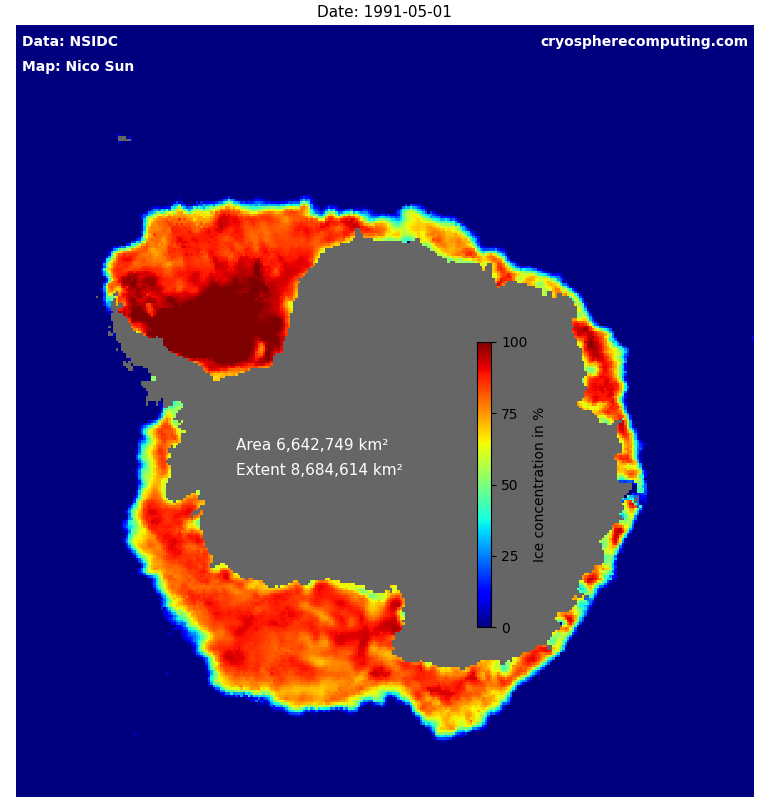 Date: 1991-05-01
Data: NSIDC
cryospherecomputing.com
Map: Nico Sun
100
75
50
25
0
Ice concentration in %
Area 6,642,749 km²
Extent 8,684,614 km²